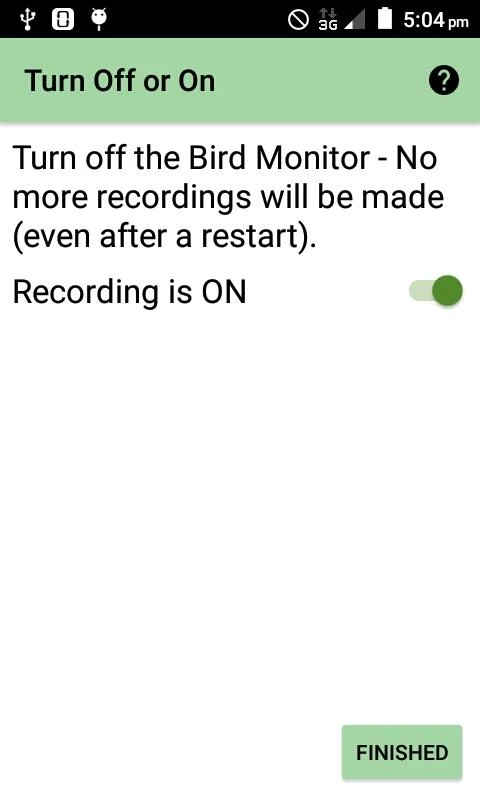 3G 5:04 pm
Turn Off or On
Turn off the Bird Monitor - No
more recordings will be made
(even after a restart).
Recording is ON
FINISHED